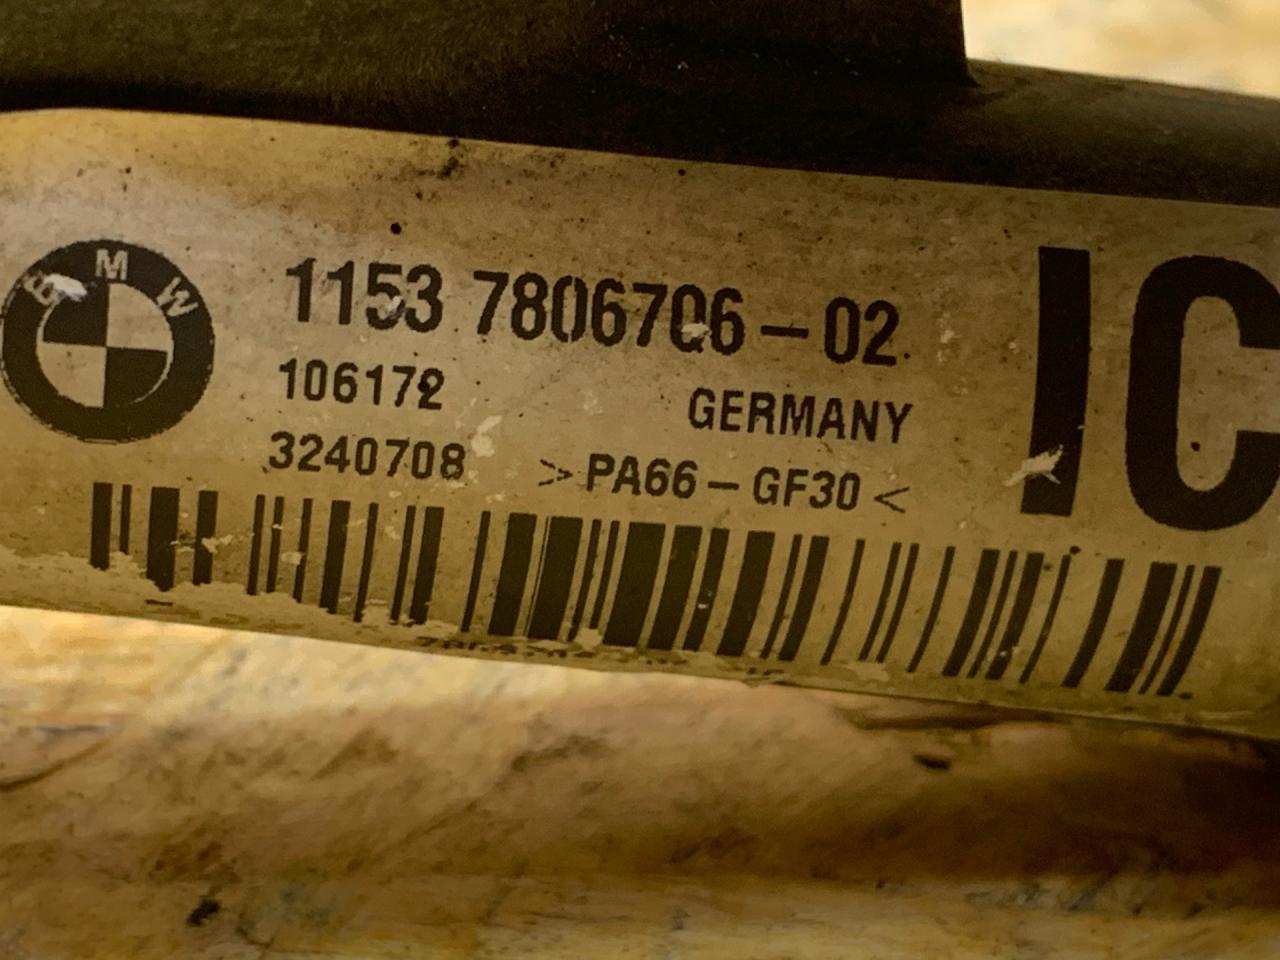 BMW
1153 7806706-02
IC
106172
GERMANY
3240708 >PA66-GF30<